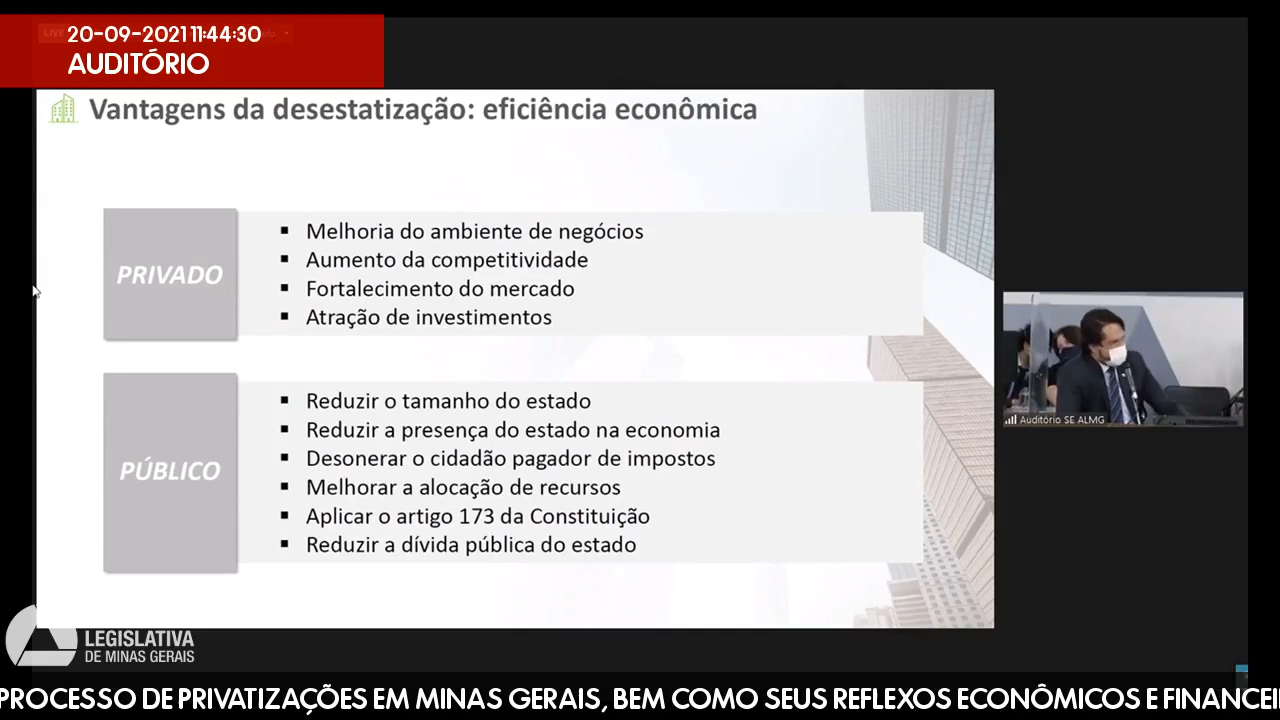 LIVE
20-09-2021 11:44:30
AUDITÓRIO
Vantagens da desestatização: eficiência econômica
PRIVADO
▪ Melhoria do ambiente de negócios
▪ Aumento da competitividade
▪ Fortalecimento do mercado
▪ Atração de investimentos
PÚBLICO
▪ Reduzir o tamanho do estado
▪ Reduzir a presença do estado na economia
▪ Desonerar o cidadão pagador de impostos
▪ Melhorar a alocação de recursos
▪ Aplicar o artigo 173 da Constituição
▪ Reduzir a dívida pública do estado
Auditório SE ALMG
LEGISLATIVA
DE MINAS GERAIS
PROCESSO DE PRIVATIZAÇÕES EM MINAS GERAIS, BEM COMO SEUS REFLEXOS ECONÔMICOS E FINANCEI